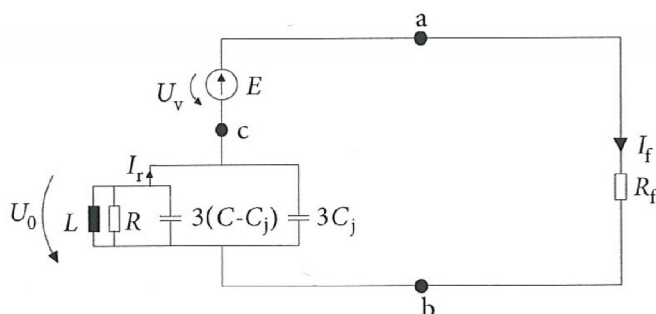 a
U_v E
c
I_r
I_f
R_f
U_0 L R 3(C-C_j) 3C_j
b